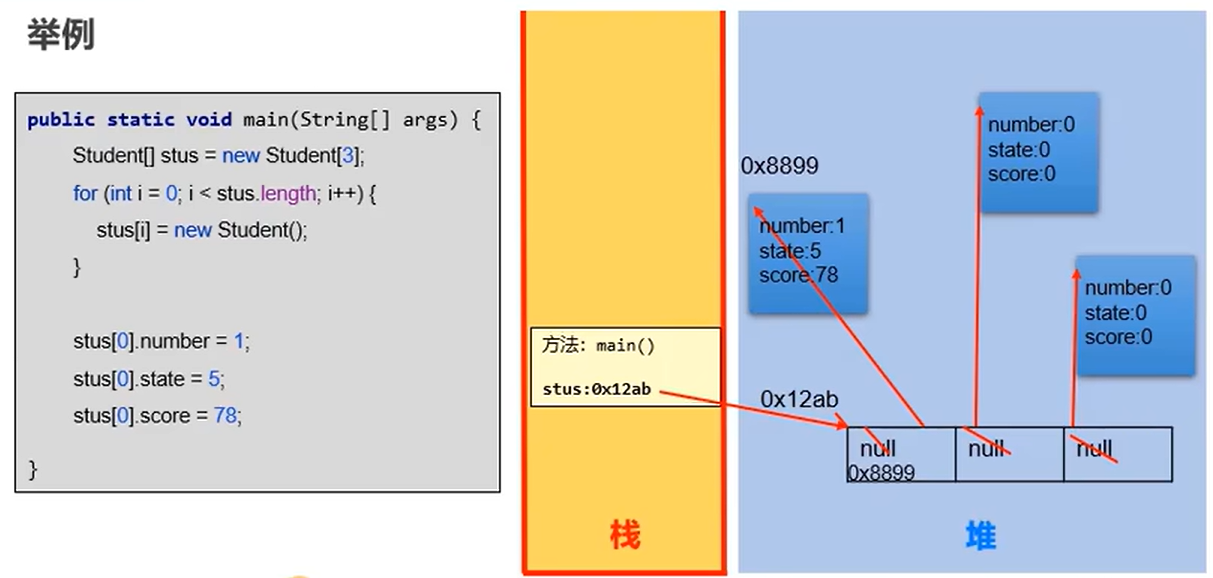 举例
public static void main(String[] args) {
Student[] stus = new Student[3];
for (int i = 0; i < stus.length; i++) {
stus[i] = new Student();
}
stus[0].number = 1;
stus[0].state = 5;
stus[0].score = 78;
}
方法: main()
stus:0x12ab
栈
0x8899
number:1
state:5
score:78
number:0
state:0
score:0
number:0
state:0
score:0
0x12ab
null
0x8899
null
null
堆